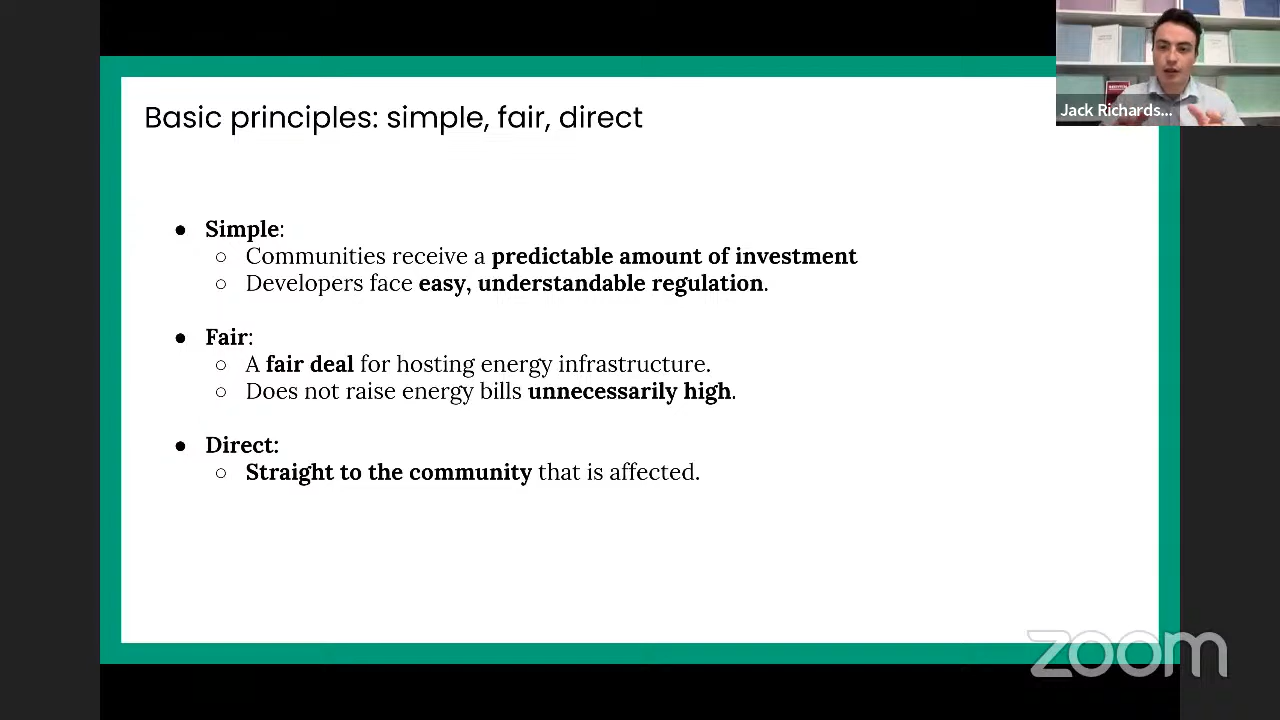 Basic principles: simple, fair, direct
Jack Richards...
● Simple:
○ Communities receive a predictable amount of investment
○ Developers face easy, understandable regulation.
● Fair:
○ A fair deal for hosting energy infrastructure.
○ Does not raise energy bills unnecessarily high.
● Direct:
○ Straight to the community that is affected.
zoom